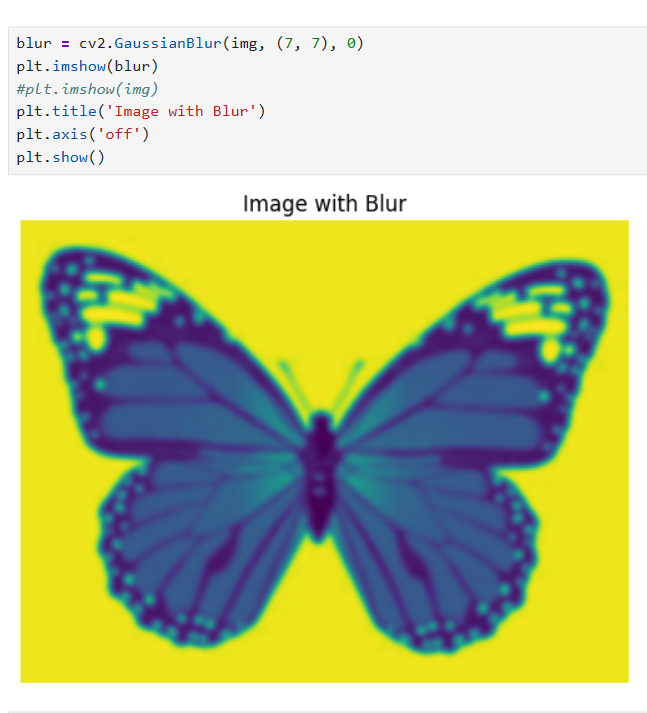 blur = cv2.GaussianBlur(img, (7, 7), 0)
plt.imshow(blur)
#plt.imshow(img)
plt.title('Image with Blur')
plt.axis('off')
plt.show()
Image with Blur